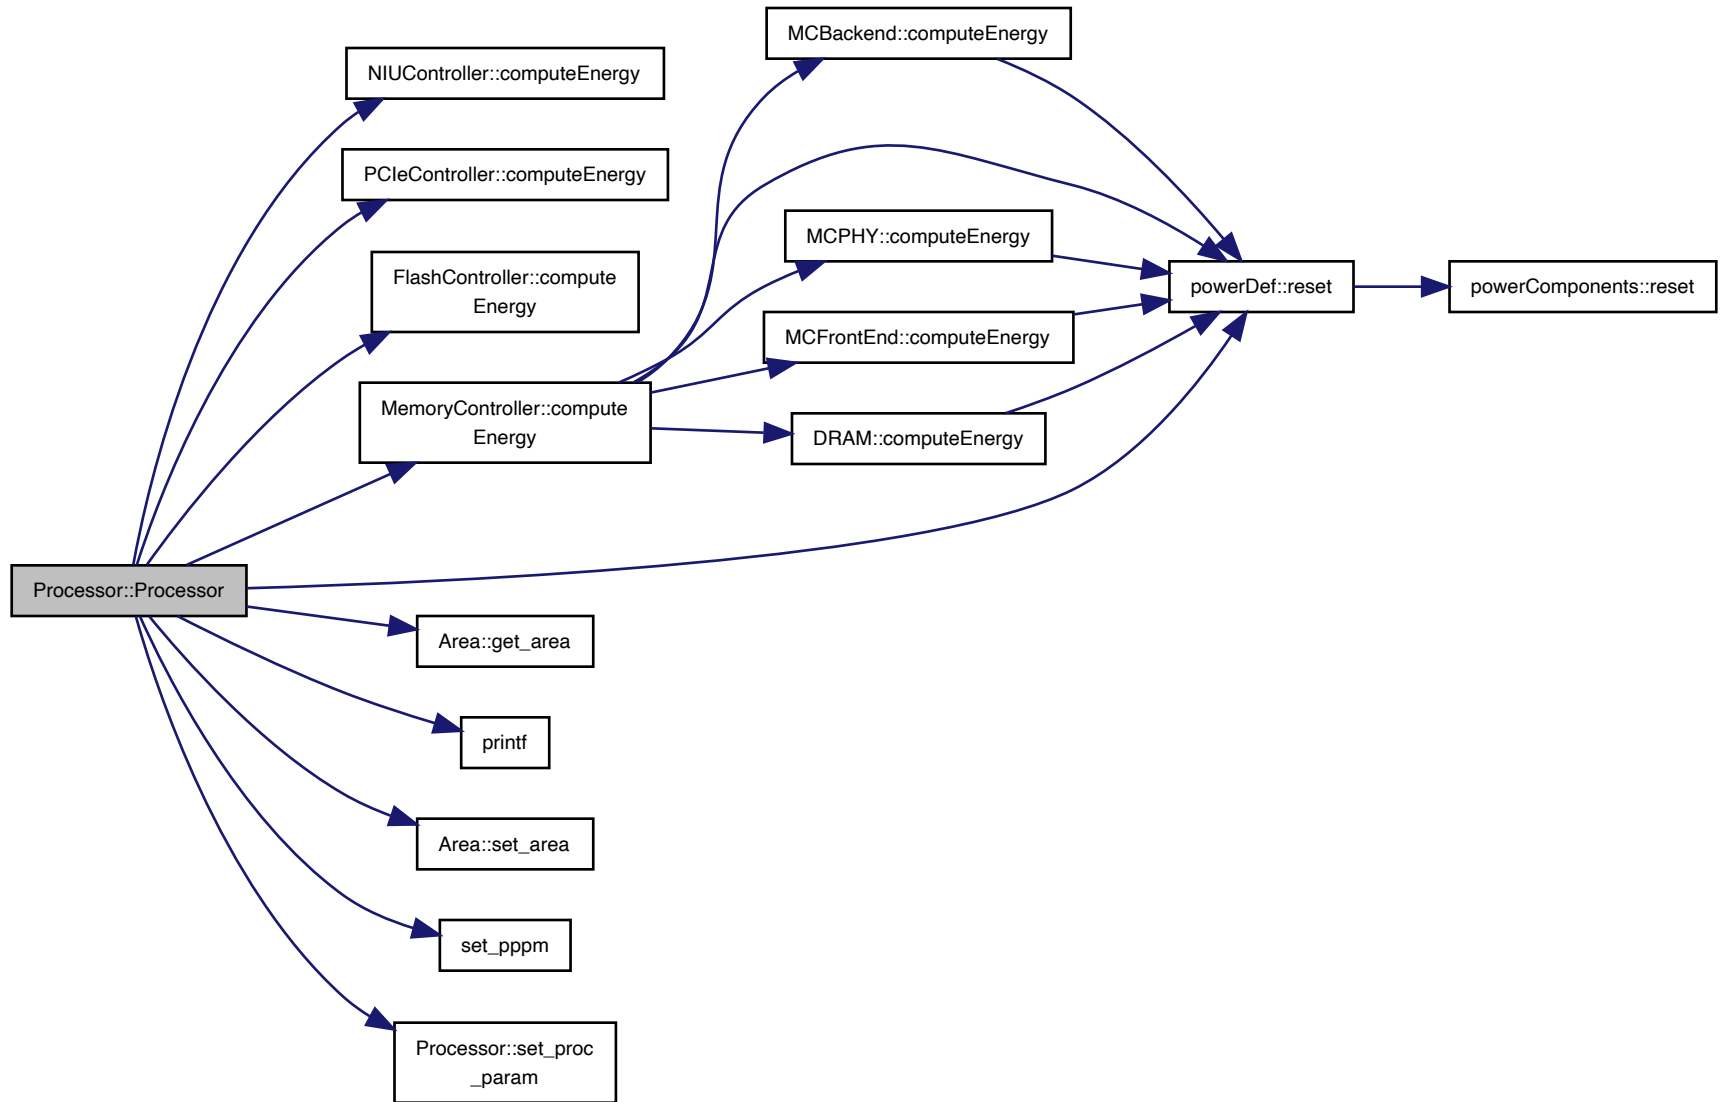 MCBackend::computeEnergy
NIUController::computeEnergy
PCIeController::computeEnergy
MCPHY::computeEnergy
FlashController::compute
Energy
powerDef::reset
powerComponents::reset
MCFrontEnd::computeEnergy
MemoryController::compute
Energy
DRAM::computeEnergy
Processor::Processor
Area::get_area
printf
Area::set_area
set_pppm
Processor::set_proc
_param